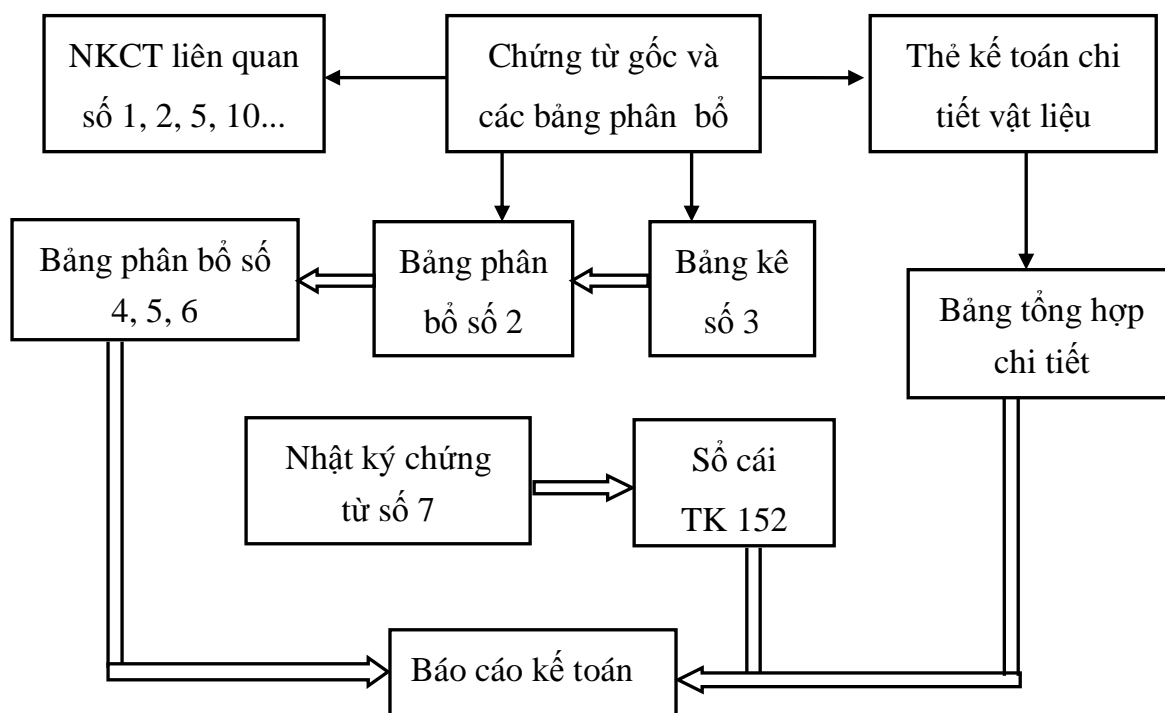 NKCT liên quan
số 1, 2, 5, 10...
Chứng từ gốc và
các bảng phân bổ
Thẻ kế toán chi
tiết vật liệu
Bảng phân bổ số
4, 5, 6
Bảng phân
bổ số 2
Bảng kê
số 3
Bảng tổng hợp
chi tiết
Nhật ký chứng
từ số 7
Sổ cái
TK 152
Báo cáo kế toán